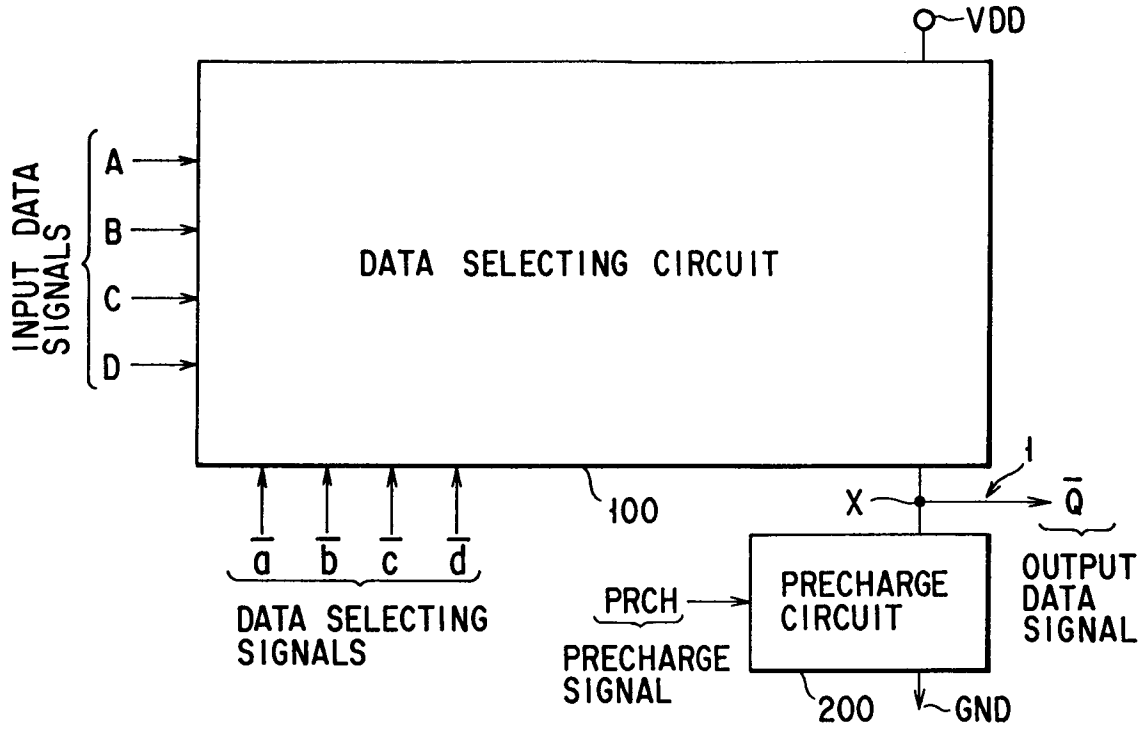 VDD
INPUT DATA
SIGNALS
A
B
C
D
DATA SELECTING CIRCUIT
1
100
X
Q̅
a̅ b̅ c̅ d̅
DATA SELECTING
SIGNALS
PRCH
PRECHARGE
SIGNAL
PRECHARGE
CIRCUIT
OUTPUT
DATA
SIGNAL
200
GND